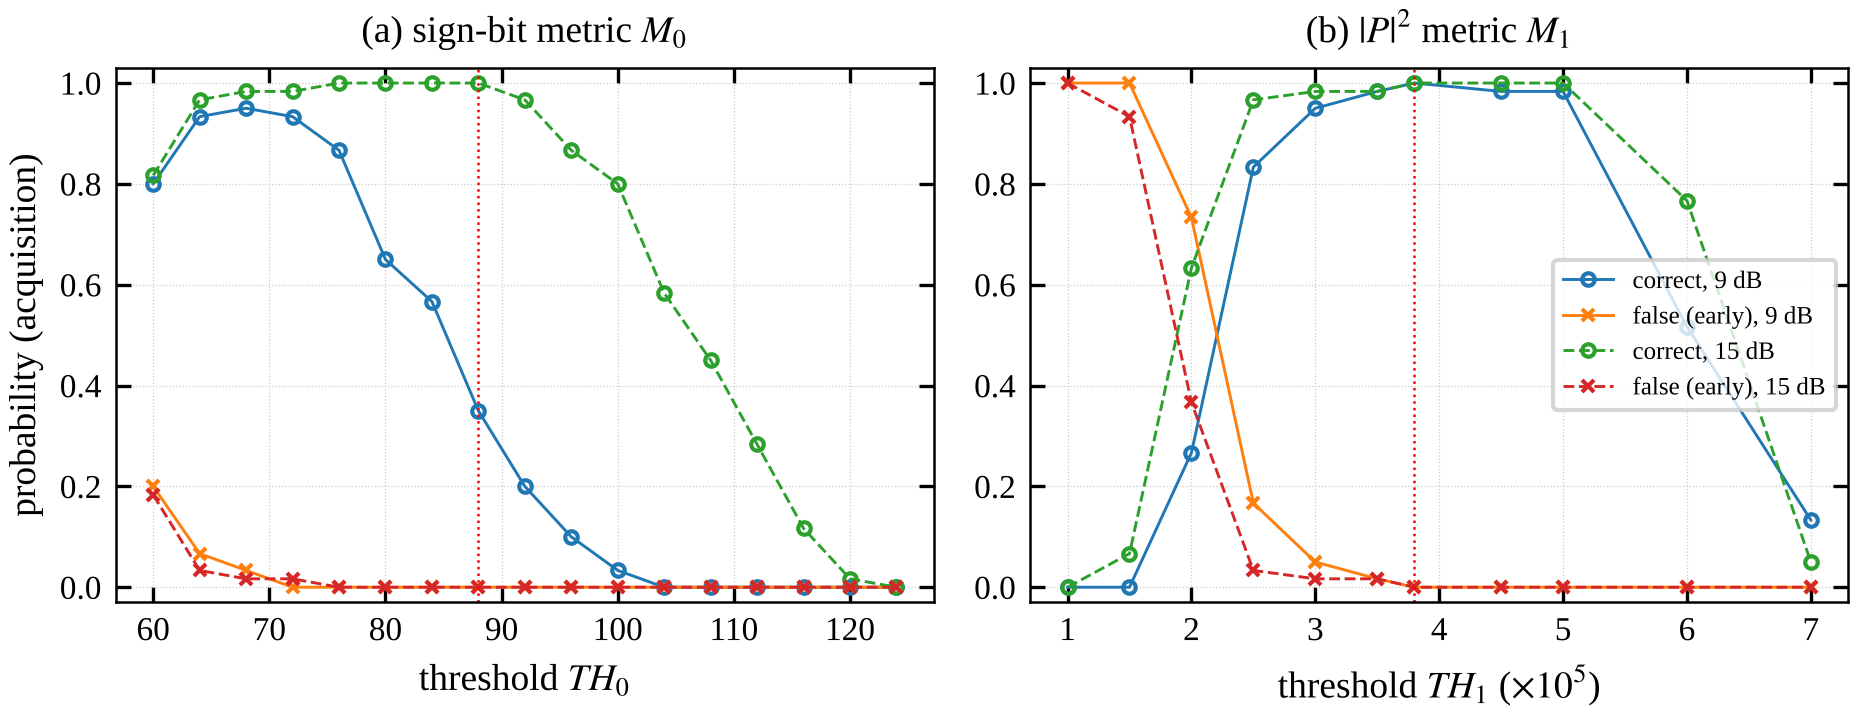 (a) sign-bit metric M₀
probability (acquisition)
1.0
0.8
0.6
0.4
0.2
0.0
60 70 80 90 100 110 120
threshold TH₀
(b) |P|² metric M₁
1.0
0.8
0.6
0.4
0.2
0.0
correct, 9 dB
false (early), 9 dB
correct, 15 dB
false (early), 15 dB
1 2 3 4 5 6 7
threshold TH₁ (×10⁵)